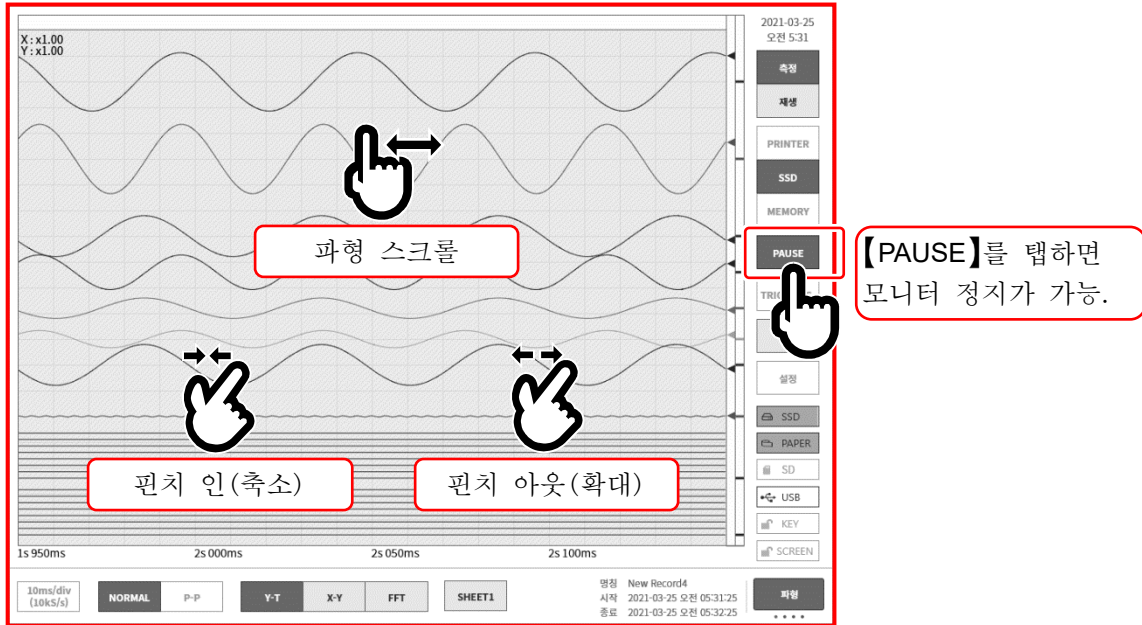 X: x1.00
Y: x1.00
2021-03-25
오전 5:31
측정
재생
PRINTER
SSD
MEMORY
PAUSE
설정
SSD
PAPER
SD
USB
KEY
SCREEN
파형 스크롤
【PAUSE】를 탭하면
모니터 정지가 가능.
핀치 인(축소)
핀치 아웃(확대)
1s 950ms 2s 000ms 2s 050ms 2s 100ms
10ms/div
(10kS/s)
NORMAL P-P Y-T X-Y FFT SHEET1
명칭 New Record4
시작 2021-03-25 오전 05:31:25
종료 2021-03-25 오전 05:32:25
파형